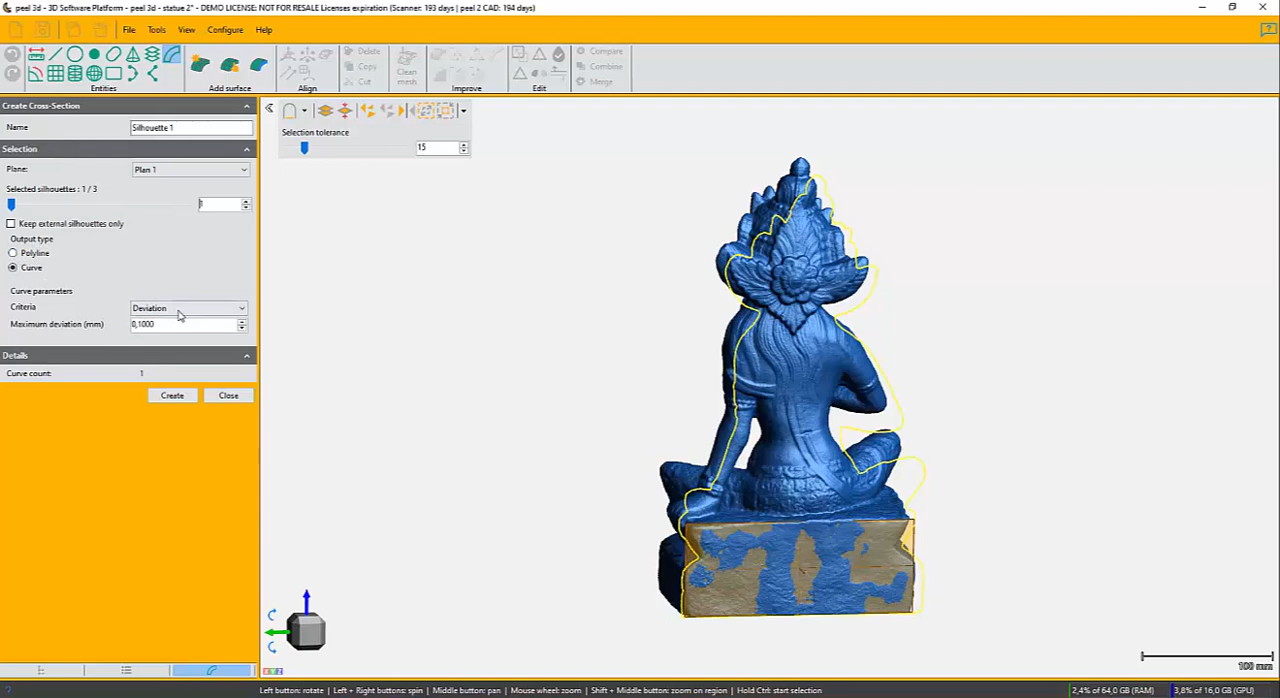 peel 3d - 3D Software Platform - peel 3d - statue 2* - DEMO LICENSE: NOT FOR RESALE Licenses expiration (Scanner: 193 days | peel 2 CAD: 194 days)
File Tools View Configure Help
Entities
Add surface
Align
Delete
Copy
Cut
Clean
mesh
Improve
Edit
Compare
Combine
Merge
Create Cross-Section
Name Silhouette 1
Selection
Plane: Plan 1
Selected silhouettes : 1 / 3
1
Keep external silhouettes only
Output type
Polyline
Curve
Curve parameters
Criteria Deviation
Maximum deviation (mm) 0,1000
Details
Curve count: 1
Create Close
Selection tolerance
15
100 mm
X Y Z
Left button: rotate | Left + Right buttons: spin | Middle button: pan | Mouse wheel: zoom | Shift + Middle button: zoom on region | Hold Ctrl: start selection
2,4% of 64,0 GB (RAM) 3,8% of 16,0 GB (GPU)